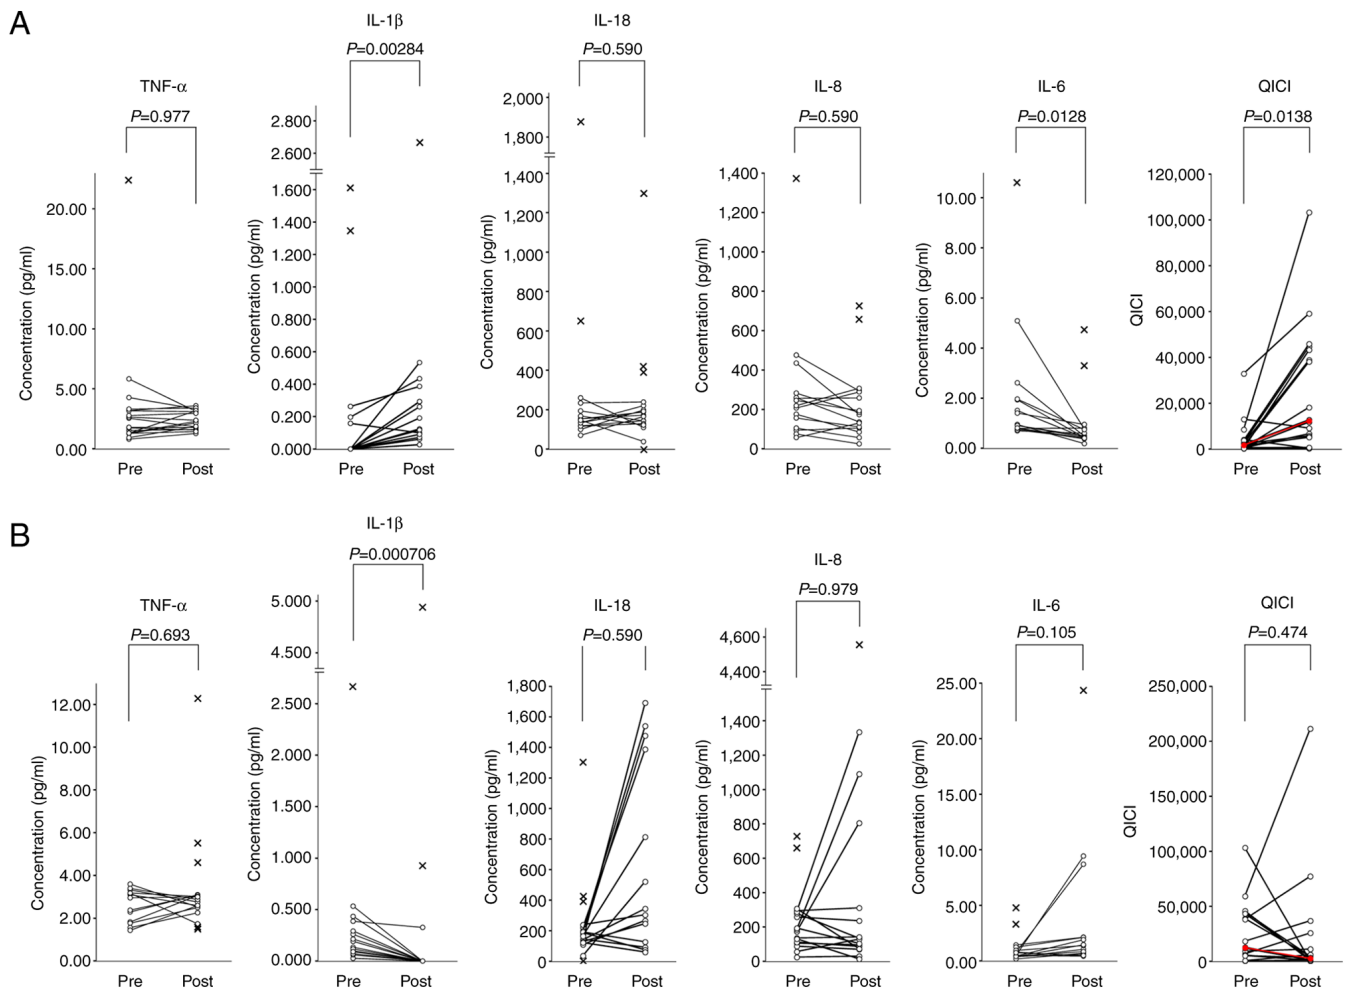 A
TNF-α
P=0.977
Concentration (pg/ml)
20.00
15.00
10.00
5.00
0.00
Pre Post
IL-1β
P=0.00284
Concentration (pg/ml)
2.800
2.600
1.600
1.400
1.200
1.000
0.800
0.600
0.400
0.200
0.000
Pre Post
IL-18
P=0.590
Concentration (pg/ml)
2,000
1,800
1,400
1,200
1,000
800
600
400
200
0
Pre Post
IL-8
P=0.590
Concentration (pg/ml)
1,400
1,200
1,000
800
600
400
200
0
Pre Post
IL-6
P=0.0128
Concentration (pg/ml)
10.00
8.00
6.00
4.00
2.00
0.00
Pre Post
QICI
P=0.0138
QICI
120,000
100,000
80,000
60,000
40,000
20,000
0
Pre Post
B
TNF-α
P=0.693
Concentration (pg/ml)
12.00
10.00
8.00
6.00
4.00
2.00
0.00
Pre Post
IL-1β
P=0.000706
Concentration (pg/ml)
5.000
4.500
2.500
2.000
1.500
1.000
0.500
0.000
Pre Post
IL-18
P=0.590
Concentration (pg/ml)
1,800
1,600
1,400
1,200
1,000
800
600
400
200
0
Pre Post
IL-8
P=0.979
Concentration (pg/ml)
4,600
4,400
1,400
1,200
1,000
800
600
400
200
0
Pre Post
IL-6
P=0.105
Concentration (pg/ml)
25.00
20.00
15.00
10.00
5.00
0.00
Pre Post
QICI
P=0.474
QICI
250,000
200,000
150,000
100,000
50,000
0
Pre Post